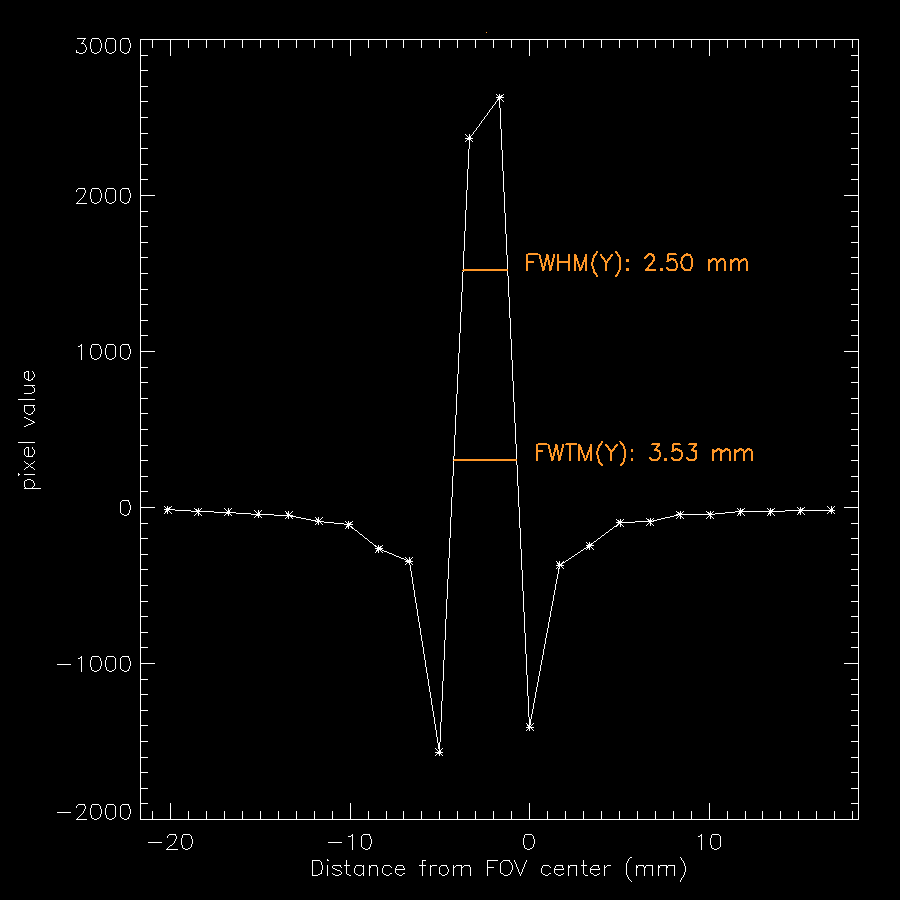 3000
2000
1000
0
-1000
-2000
pixel value
FWHM(Y): 2.50 mm
FWTM(Y): 3.53 mm
-20 -10 0 10
Distance from FOV center (mm)